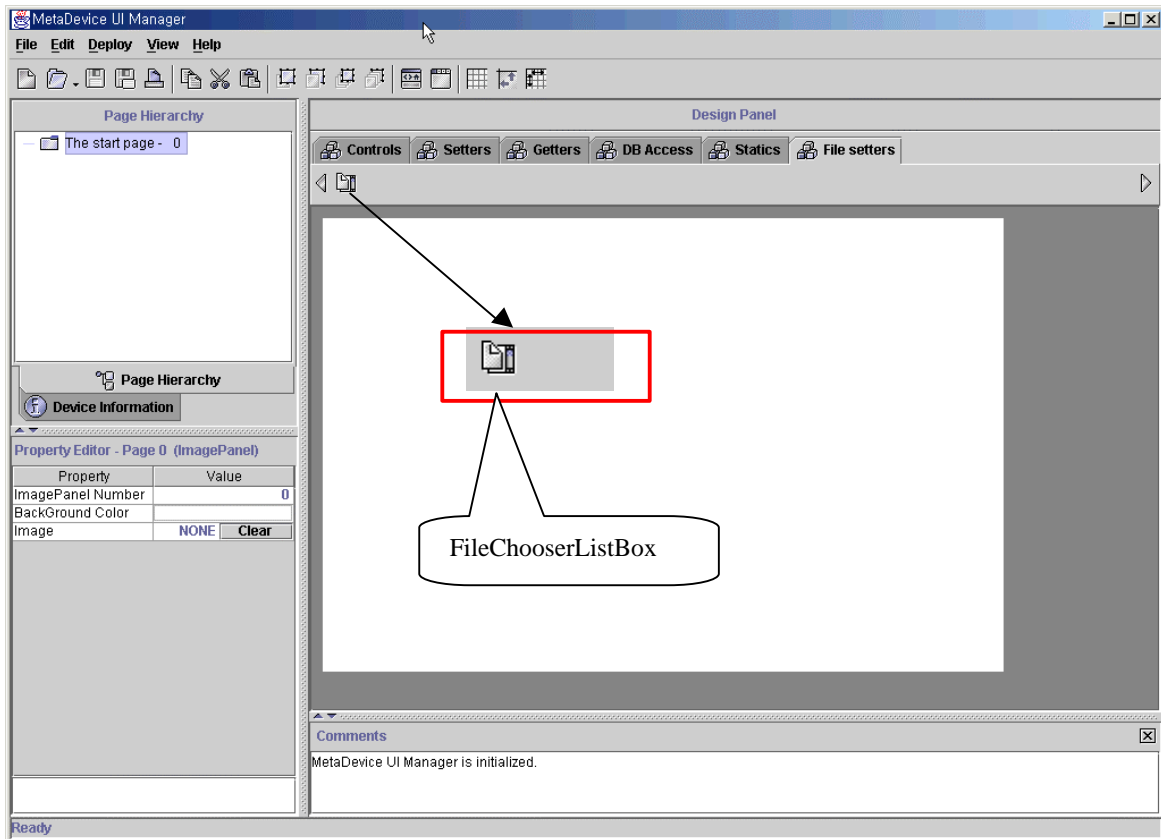 MetaDevice UI Manager
File Edit Deploy View Help
Page Hierarchy
The start page - 0
Page Hierarchy
Device Information
Property Editor - Page 0 (ImagePanel)
Property Value
ImagePanel Number 0
BackGround Color
Image NONE Clear
Design Panel
Controls Setters Getters DB Access Statics File setters
FileChooserListBox
Comments
MetaDevice UI Manager is initialized.
Ready